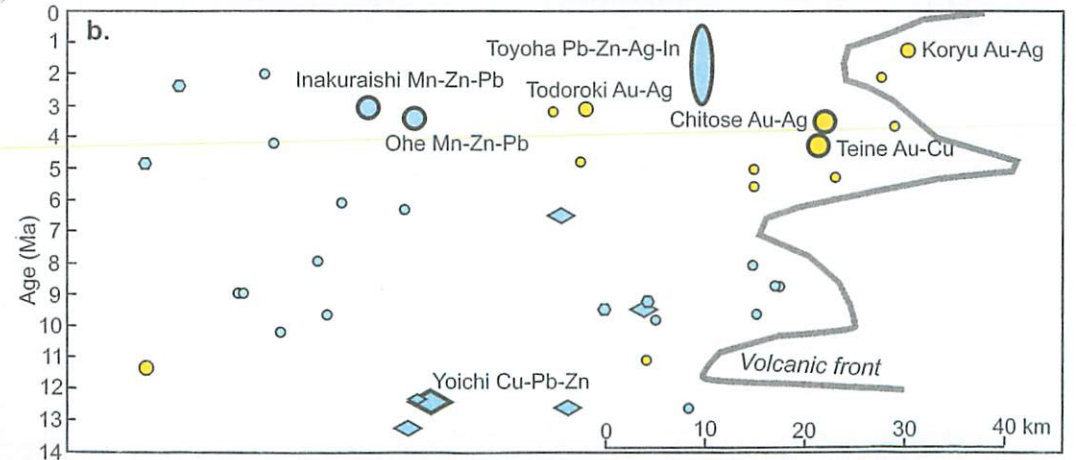 b.
Age (Ma)
0
1
2
3
4
5
6
7
8
9
10
11
12
13
14
Toyoha Pb-Zn-Ag-In
Koryu Au-Ag
Inakuraishi Mn-Zn-Pb
Todoroki Au-Ag
Chitose Au-Ag
Ohe Mn-Zn-Pb
Teine Au-Cu
Volcanic front
Yoichi Cu-Pb-Zn
0 10 20 30 40 km